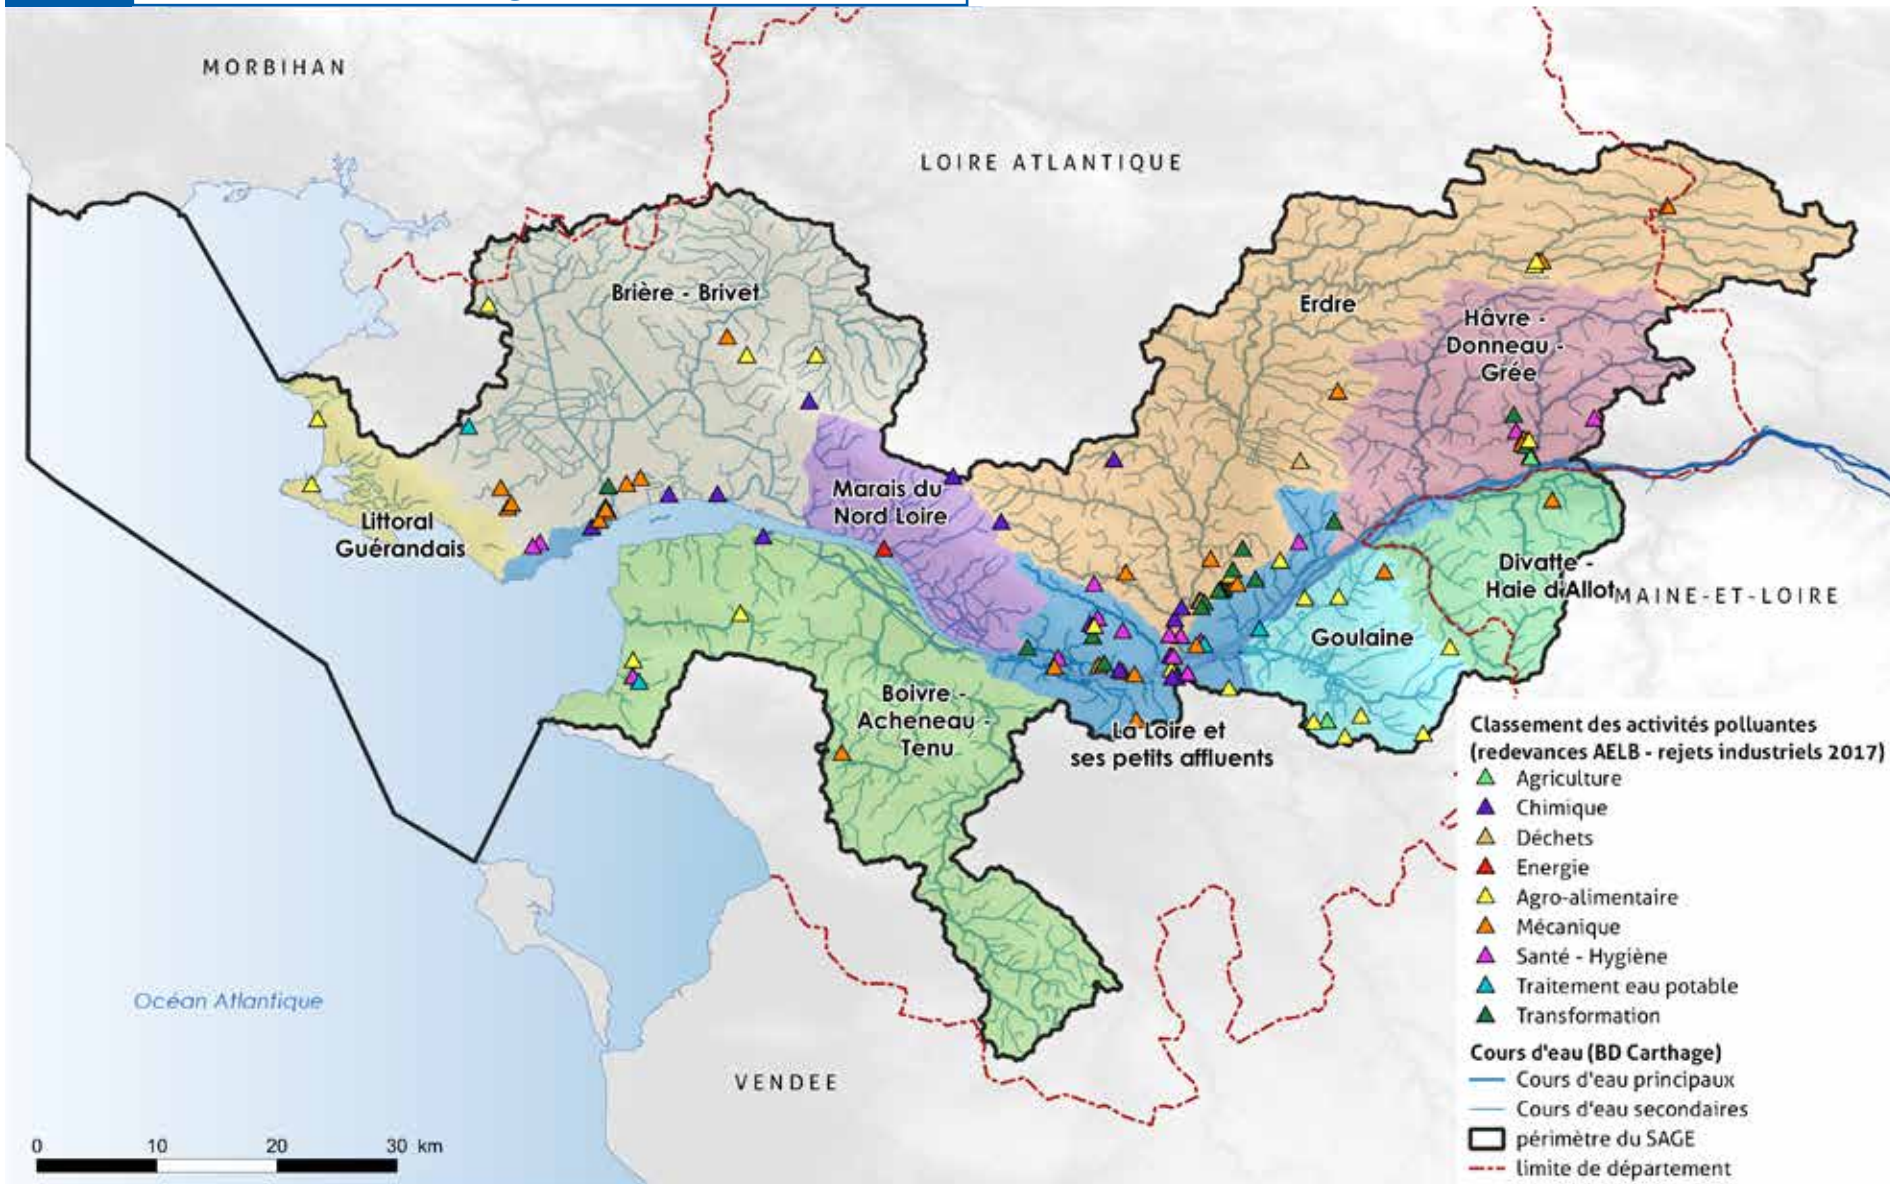 MORBIHAN
LOIRE ATLANTIQUE
Brière - Brivet
Erdre
Hâvre -
Donneau -
Grée
Marais du
Nord Loire
Littoral
Guérandais
Divatte -
Haie d'Allot
MAINE-ET-LOIRE
Goulaine
Boivre -
Acheneau -
Tenu
La Loire et
ses petits affluents
Océan Atlantique
VENDEE
0 10 20 30 km
Classement des activités polluantes
(redevances AELB - rejets industriels 2017)
Agriculture
Chimique
Déchets
Energie
Agro-alimentaire
Mécanique
Santé - Hygiène
Traitement eau potable
Transformation
Cours d'eau (BD Carthage)
Cours d'eau principaux
Cours d'eau secondaires
périmètre du SAGE
limite de département